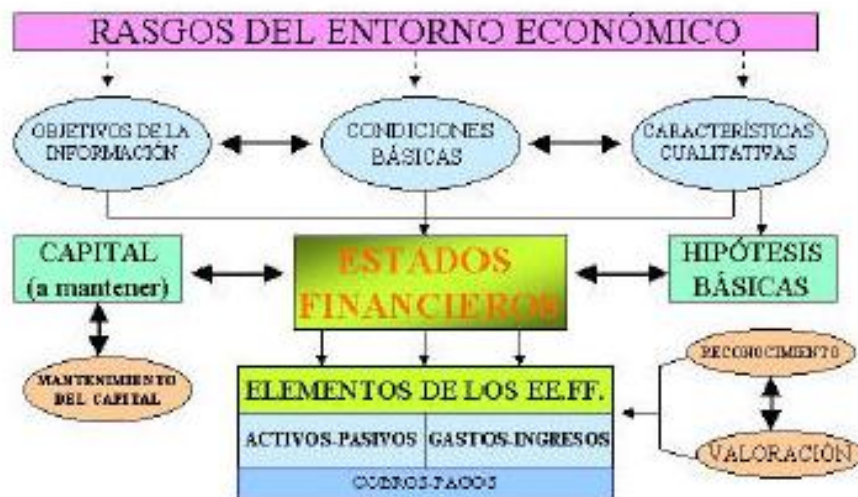 RASGOS DEL ENTORNO ECONÓMICO
OBJETIVOS DE LA
INFORMACIÓN
CONDICIONES
BÁSICAS
CARACTERÍSTICAS
CUALITATIVAS
CAPITAL
(a mantener)
ESTADOS
FINANCIEROS
HIPÓTESIS
BÁSICAS
MANTENIMIENTO
DEL CAPITAL
ELEMENTOS DE LOS EE.FF.
ACTIVOS-PASIVOS
GASTOS-INGRESOS
COBROS-PAGOS
RECONOCIMIENTO
VALORACIÓN